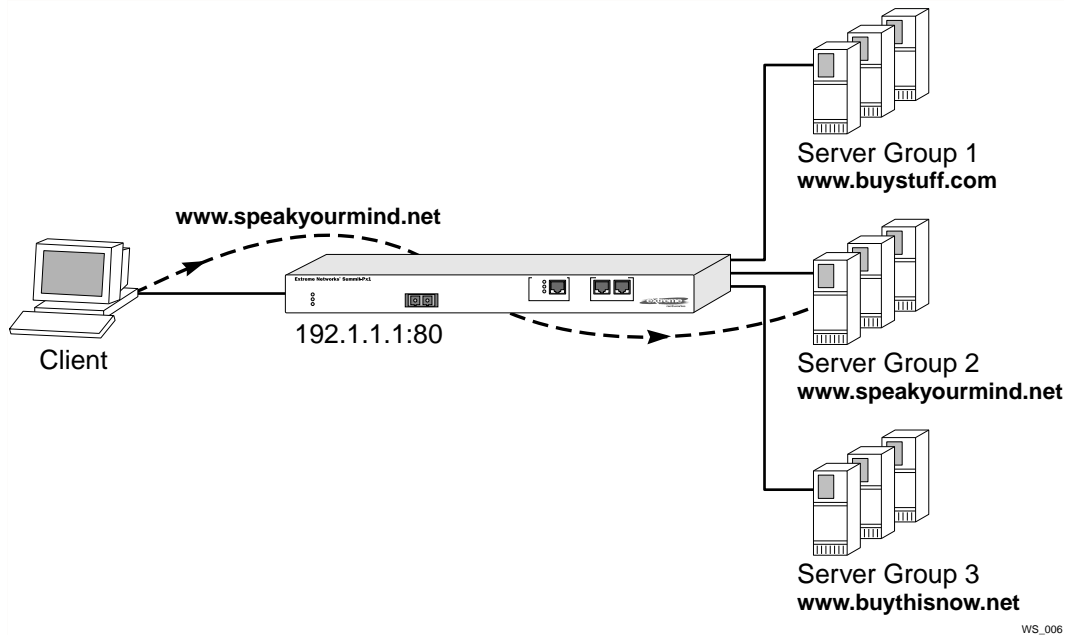 Server Group 1
www.buystuff.com
www.speakyourmind.net
Extreme Networks' Summit-Px1
192.1.1.1:80
Client
Server Group 2
www.speakyourmind.net
Server Group 3
www.buythisnow.net
WS_006